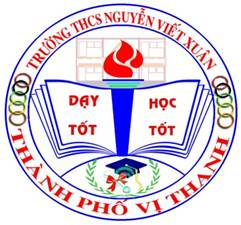 TRƯỜNG THCS NGUYỄN VIẾT XUÂN
DẠY HỌC
TỐT TỐT
THÀNH PHỐ VỊ THANH